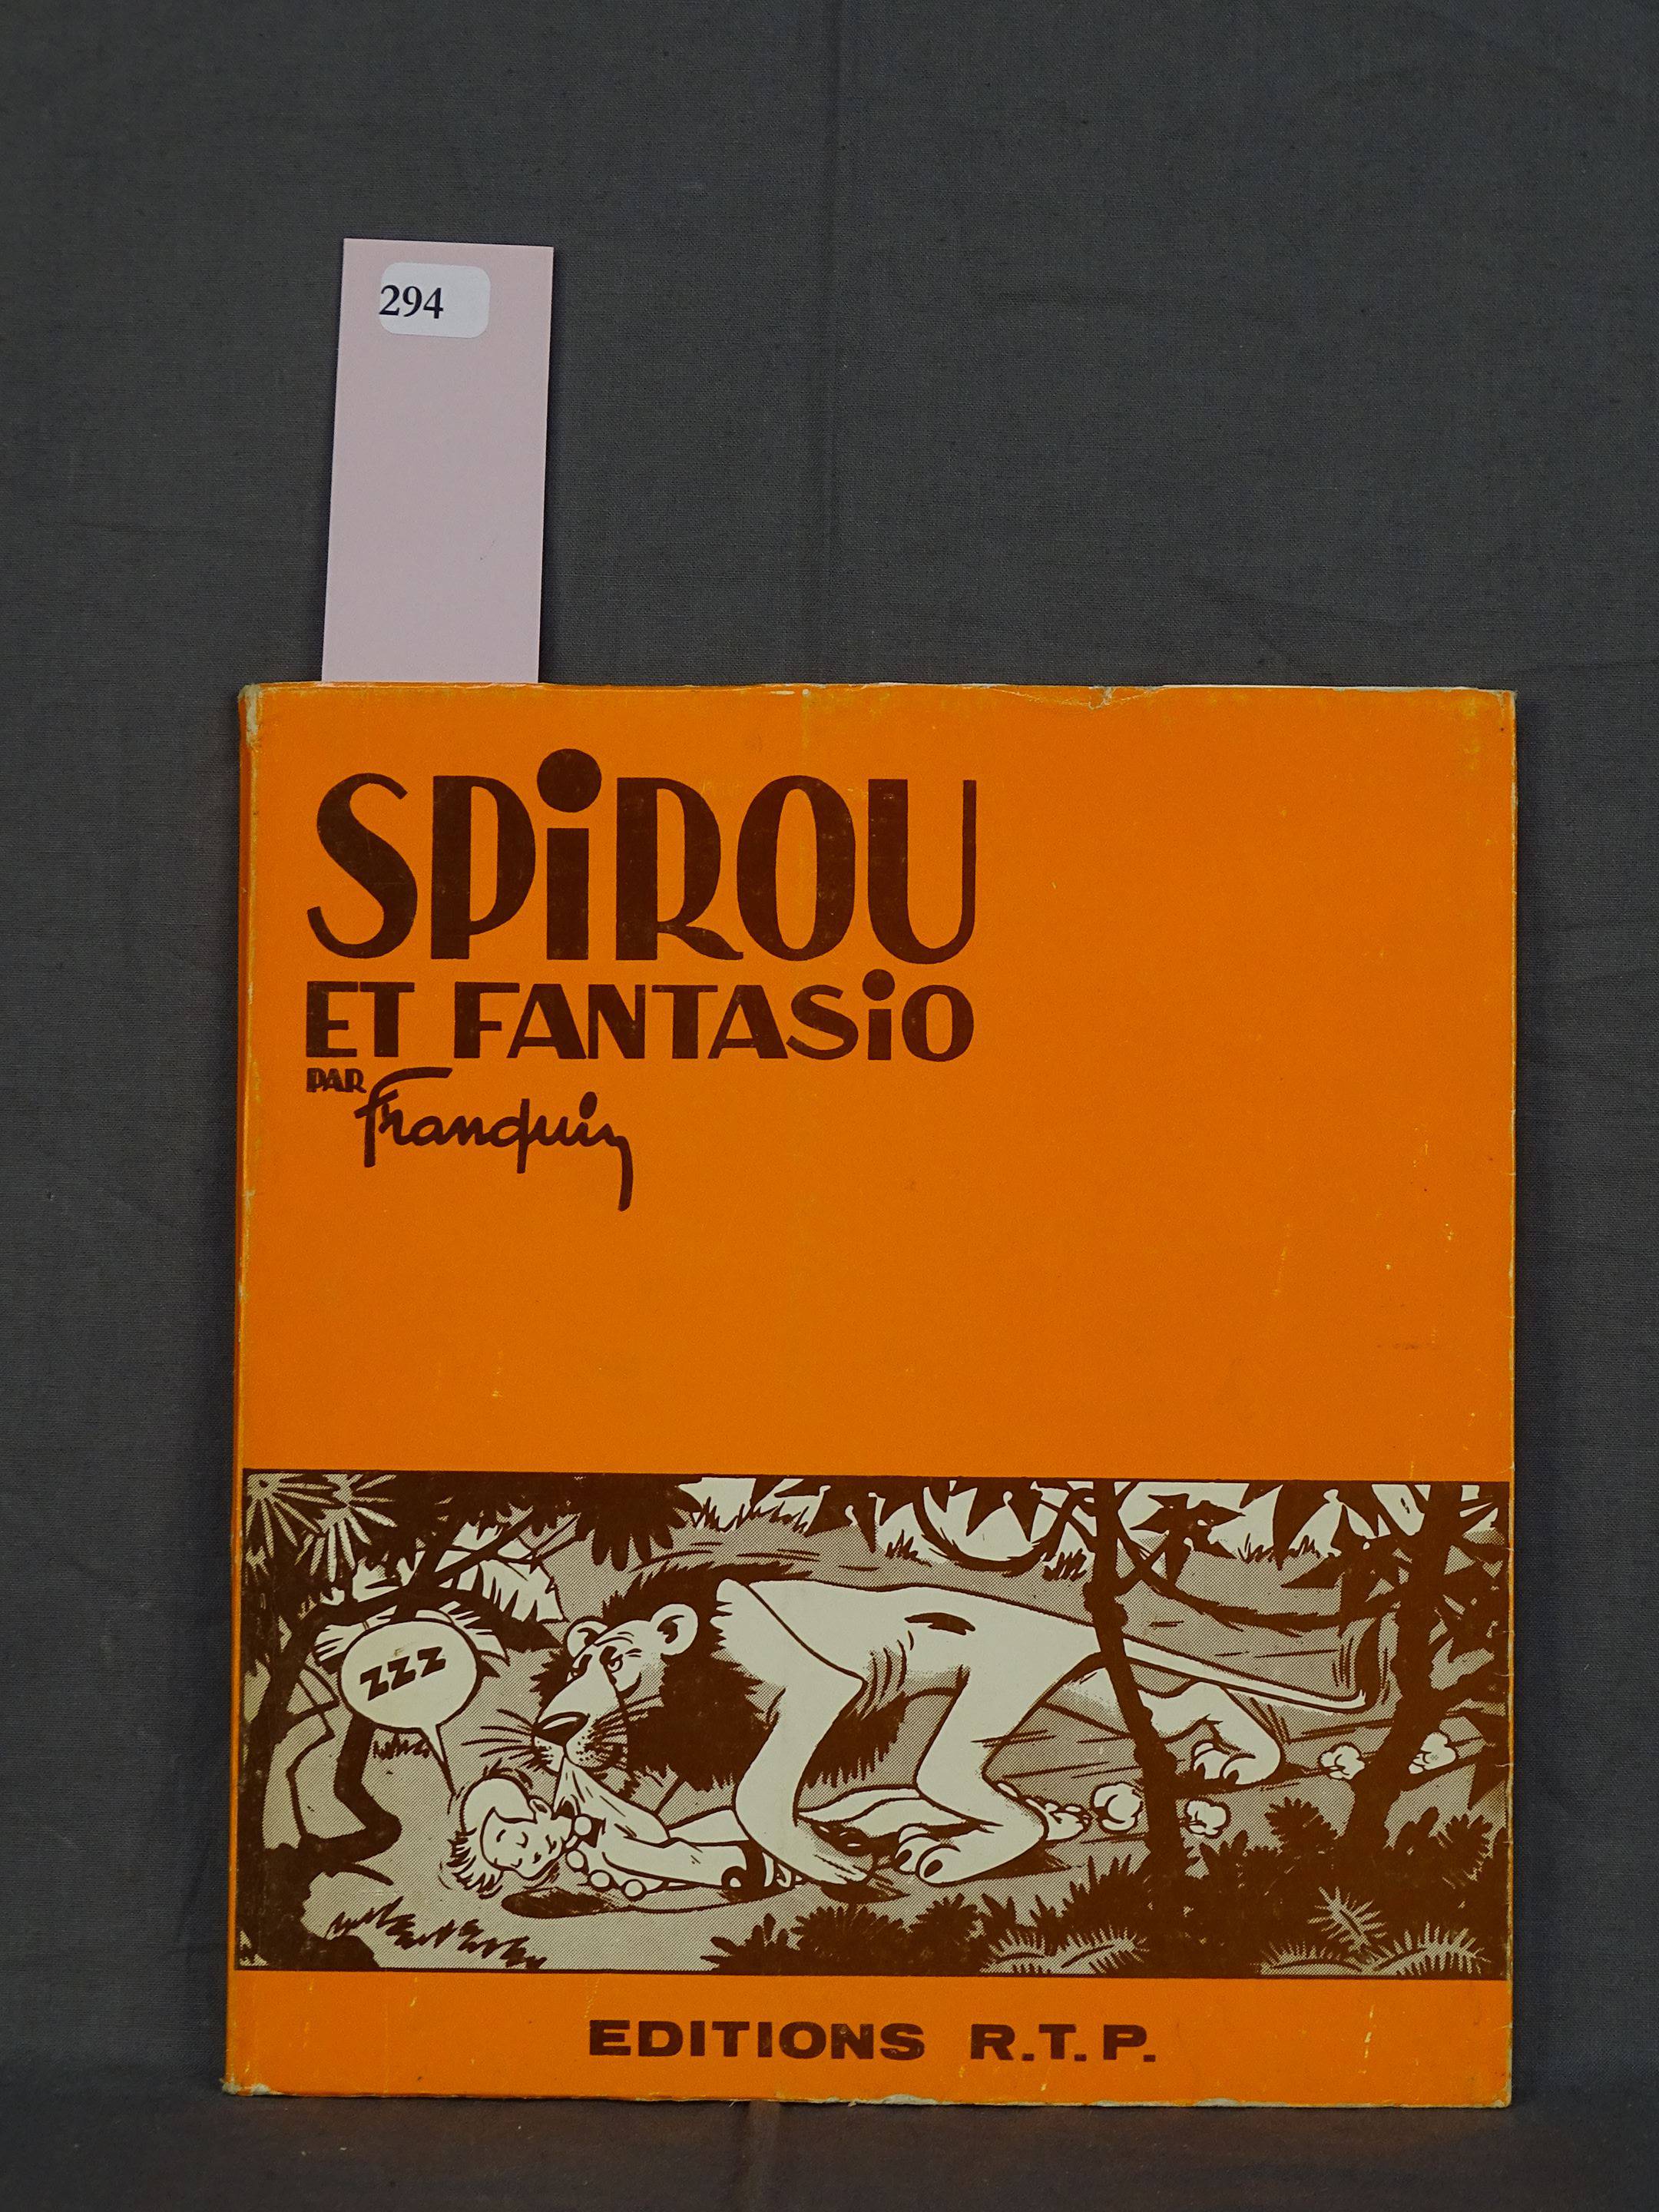 294
SPiROU
ET FANTASiO
PAR Franquin
ZZZ
EDITIONS R.T.P.